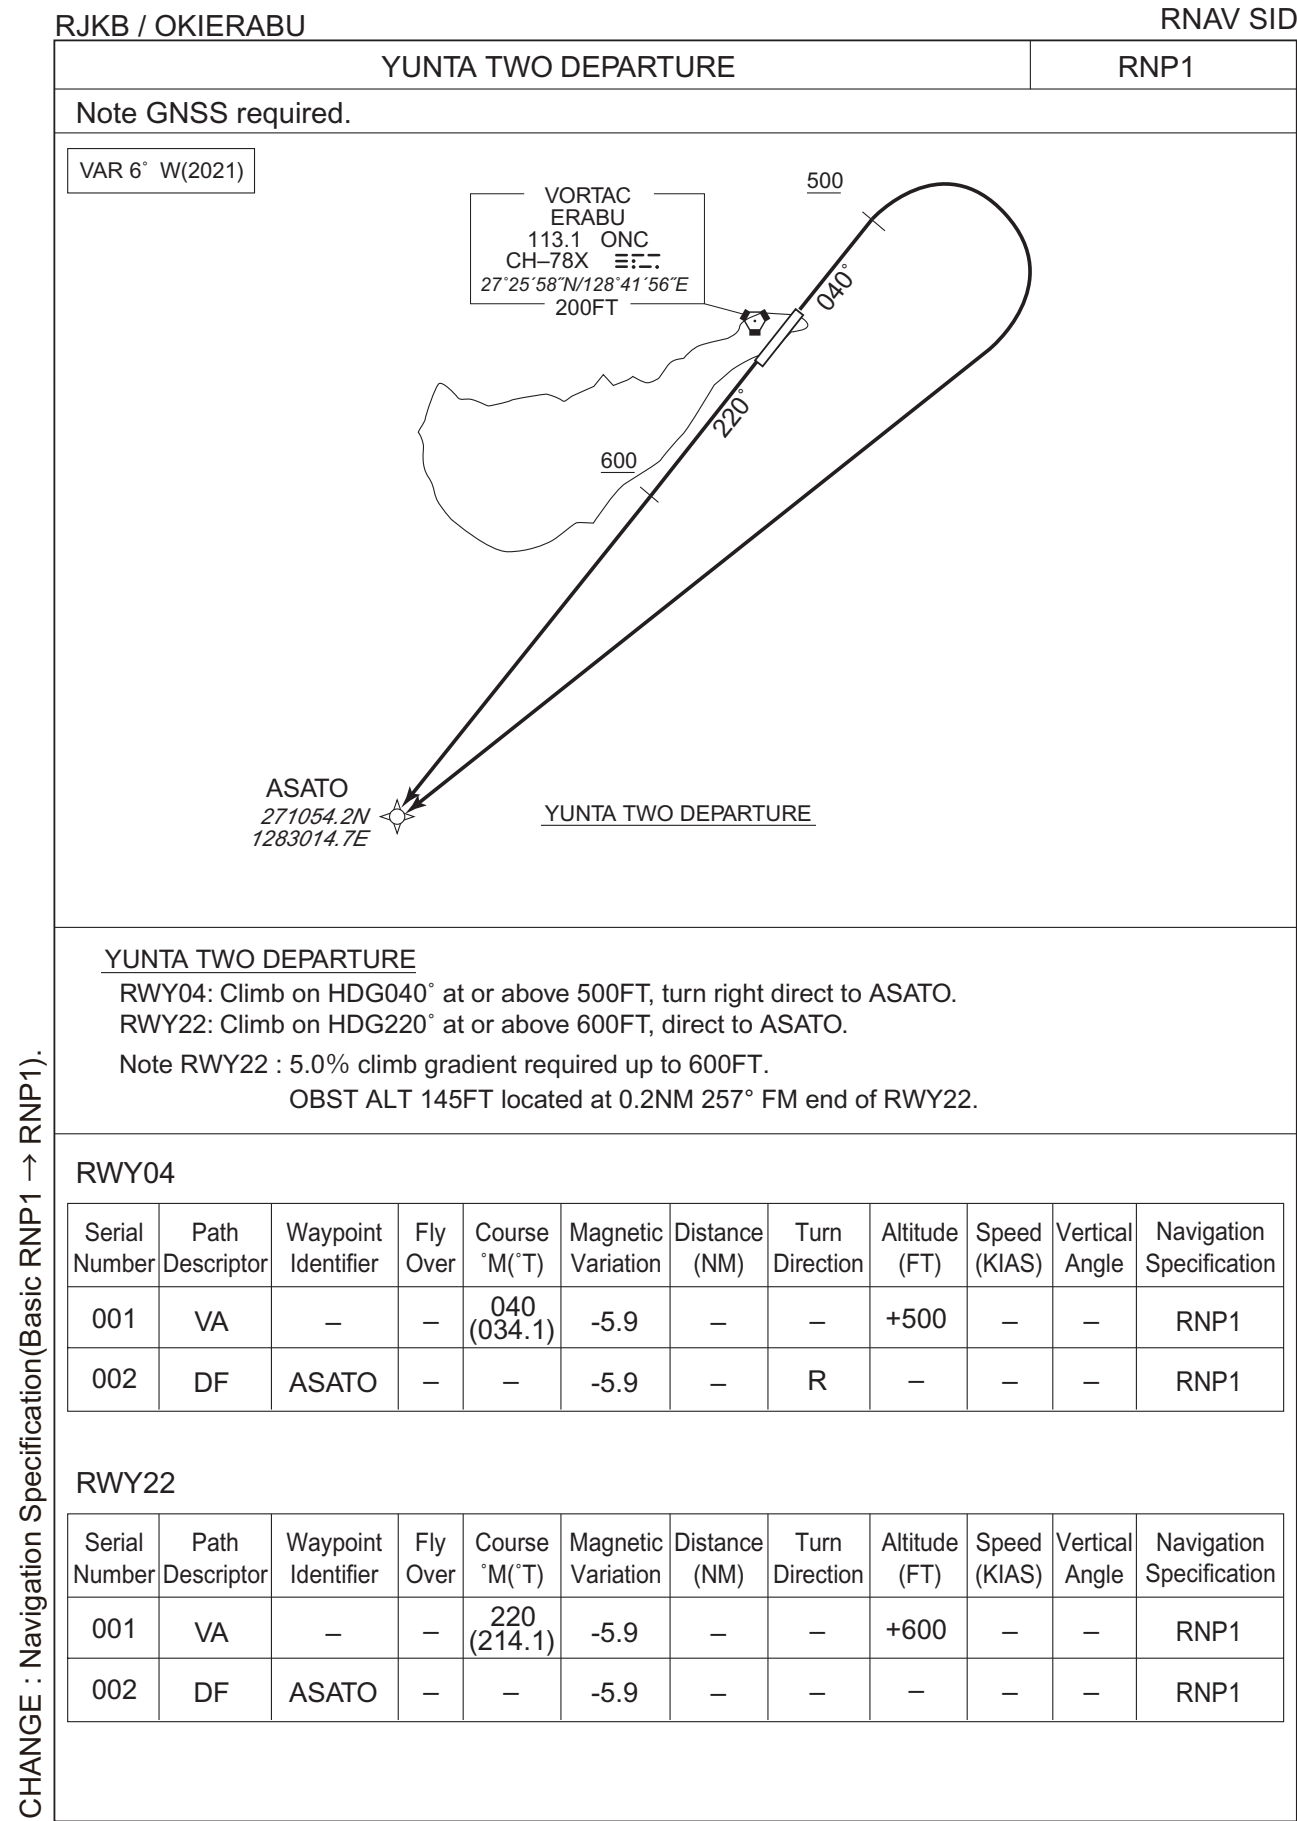 RJKB / OKIERABU
RNAV SID
YUNTA TWO DEPARTURE
RNP1
Note GNSS required.
VAR 6° W(2021)
VORTAC
ERABU
113.1 ONC
CH–78X
27°25´58˝N/128°41´56˝E
200FT
500
040°
220°
600
ASATO
271054.2N
1283014.7E
YUNTA TWO DEPARTURE
YUNTA TWO DEPARTURE
RWY04: Climb on HDG040° at or above 500FT, turn right direct to ASATO.
RWY22: Climb on HDG220° at or above 600FT, direct to ASATO.
Note RWY22 : 5.0% climb gradient required up to 600FT.
OBST ALT 145FT located at 0.2NM 257° FM end of RWY22.
RWY04
Serial Number Path Descriptor Waypoint Identifier Fly Over Course °M(°T) Magnetic Variation Distance (NM) Turn Direction Altitude (FT) Speed (KIAS) Vertical Angle Navigation Specification
001 VA – – 040 (034.1) -5.9 – – +500 – – RNP1
002 DF ASATO – – -5.9 – R – – – RNP1
RWY22
Serial Number Path Descriptor Waypoint Identifier Fly Over Course °M(°T) Magnetic Variation Distance (NM) Turn Direction Altitude (FT) Speed (KIAS) Vertical Angle Navigation Specification
001 VA – – 220 (214.1) -5.9 – – +600 – – RNP1
002 DF ASATO – – -5.9 – – – – – RNP1
CHANGE : Navigation Specification(Basic RNP1 → RNP1).